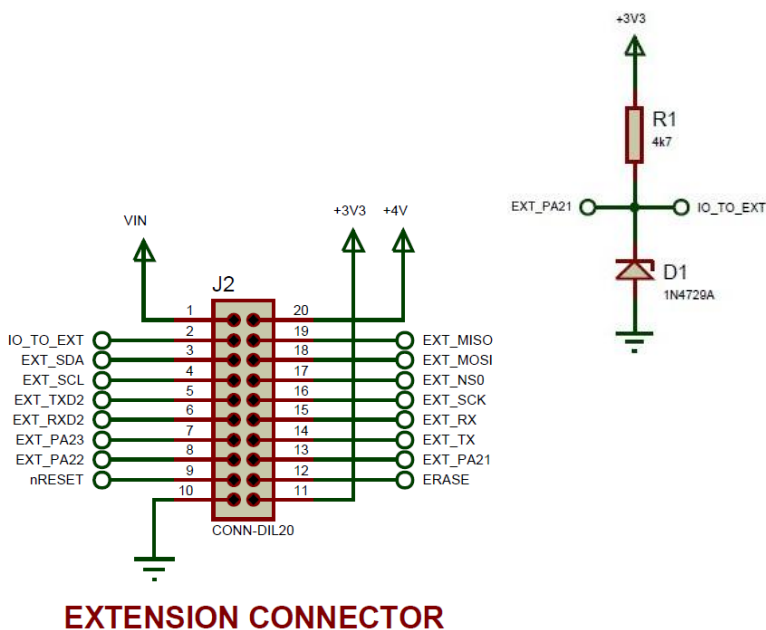 +3V3
R1
4k7
EXT_PA21
IO_TO_EXT
D1
1N4729A
VIN
+3V3
+4V
J2
1
20
IO_TO_EXT
2
19
EXT_MISO
EXT_SDA
3
18
EXT_MOSI
EXT_SCL
4
17
EXT_NS0
EXT_TXD2
5
16
EXT_SCK
EXT_RXD2
6
15
EXT_RX
EXT_PA23
7
14
EXT_TX
EXT_PA22
8
13
EXT_PA21
nRESET
9
12
ERASE
10
11
CONN-DIL20
EXTENSION CONNECTOR